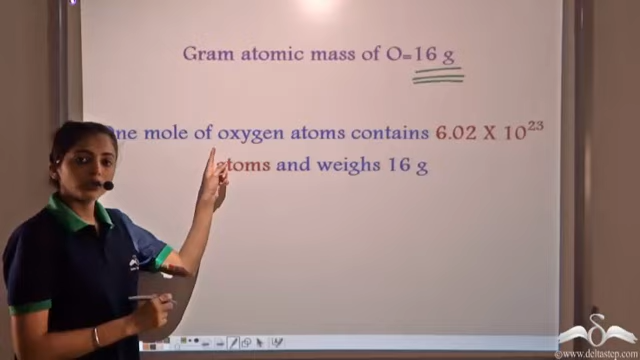 Gram atomic mass of O=16 g
mole of oxygen atoms contains 6.02 X 10²³
atoms and weighs 16 g
©www.deltastep.com